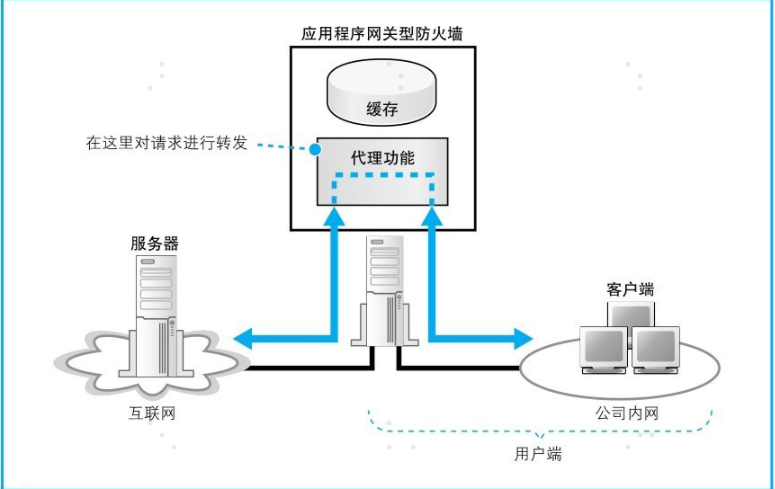 应用程序网关型防火墙
缓存
在这里对请求进行转发
代理功能
服务器
客户端
互联网
公司内网
用户端